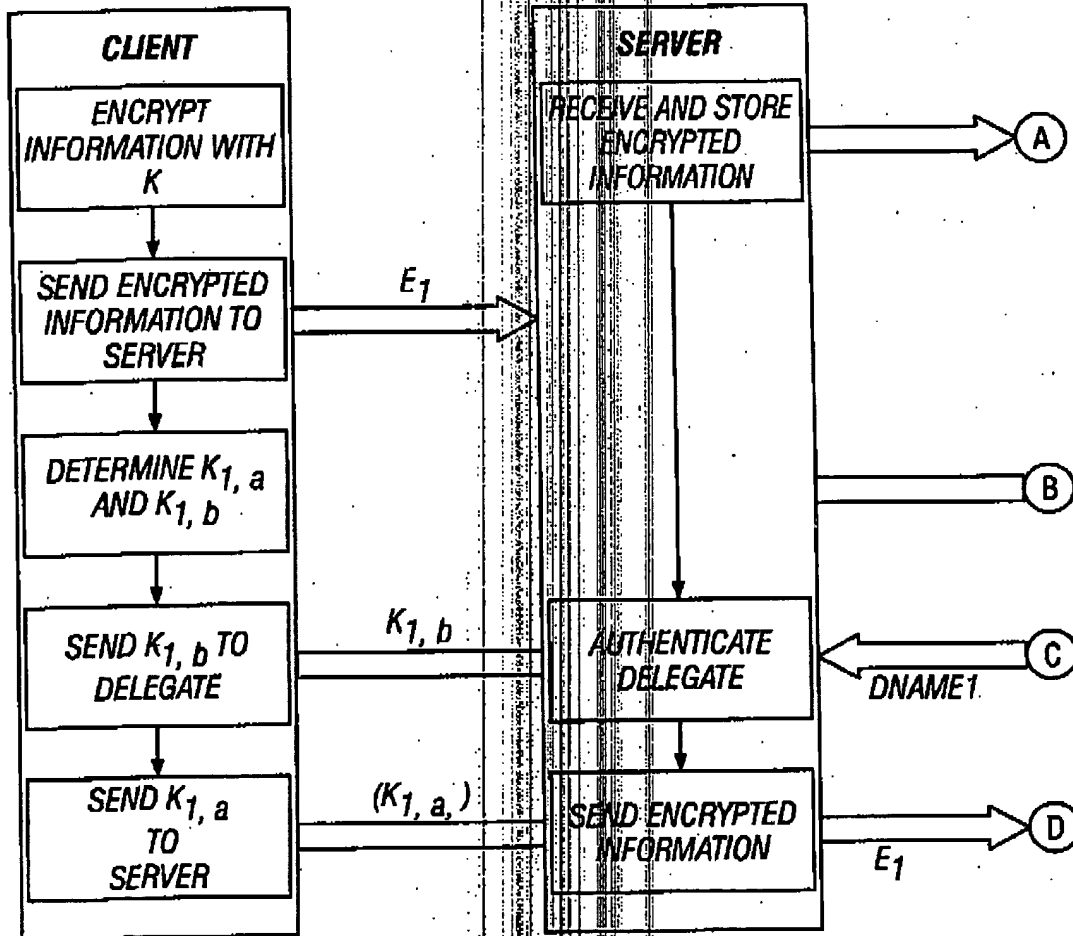 CLIENT
ENCRYPT
INFORMATION WITH
K
SEND ENCRYPTED
INFORMATION TO
SERVER
DETERMINE K1, a
AND K1, b
SEND K1, b TO
DELEGATE
SEND K1, a
TO
SERVER
E1
K1, b
(K1, a,)
SERVER
RECEIVE AND STORE
ENCRYPTED
INFORMATION
AUTHENTICATE
DELEGATE
SEND ENCRYPTED
INFORMATION
A
B
C
DNAME1
D
E1